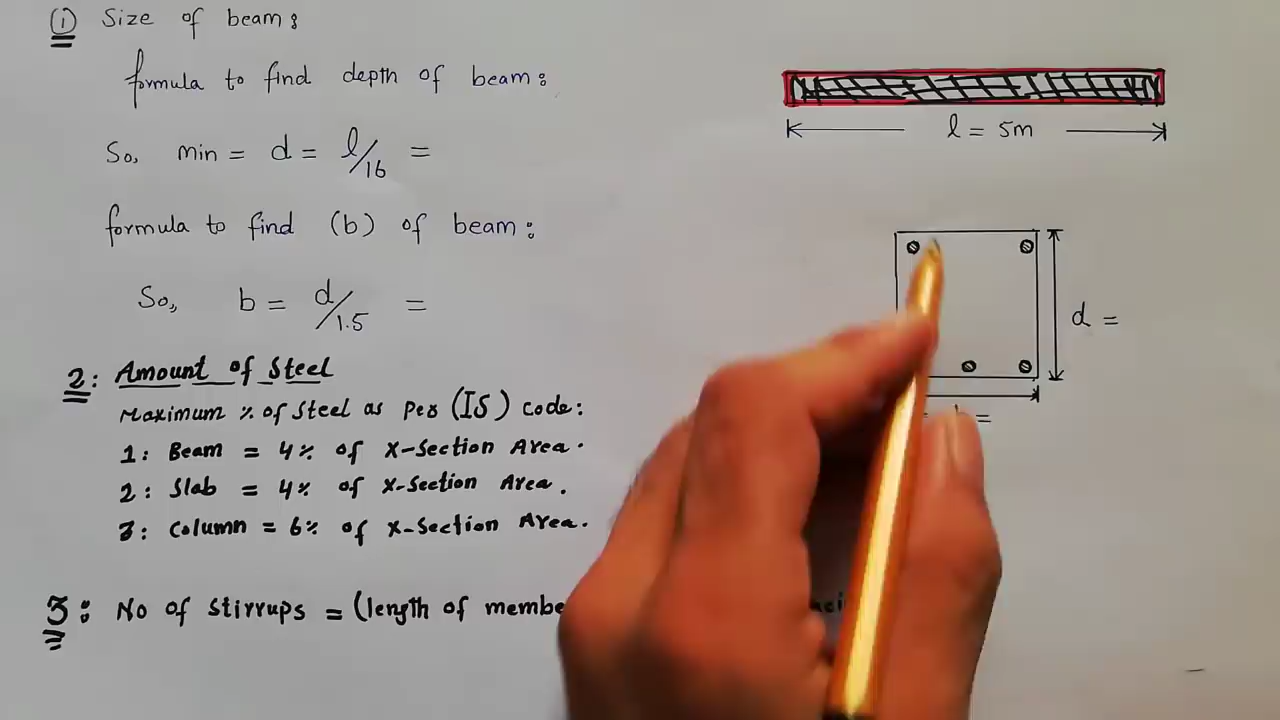 ① Size of beam:
formula to find depth of beam:
So, min = d = l/16 =
formula to find (b) of beam:
So, b = d/1.5 =
2: Amount of Steel
Maximum % of Steel as Per (IS) Code:
1: Beam = 4% of X-Section Area.
2: Slab = 4% of X-Section Area.
3: Column = 6% of X-Section Area.
3: No of Stirrups = (length of
l = 5m
d =
=